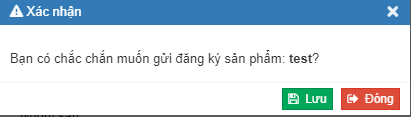 Xác nhận
Bạn có chắc chắn muốn gửi đăng ký sản phẩm: test?
Lưu
Đóng